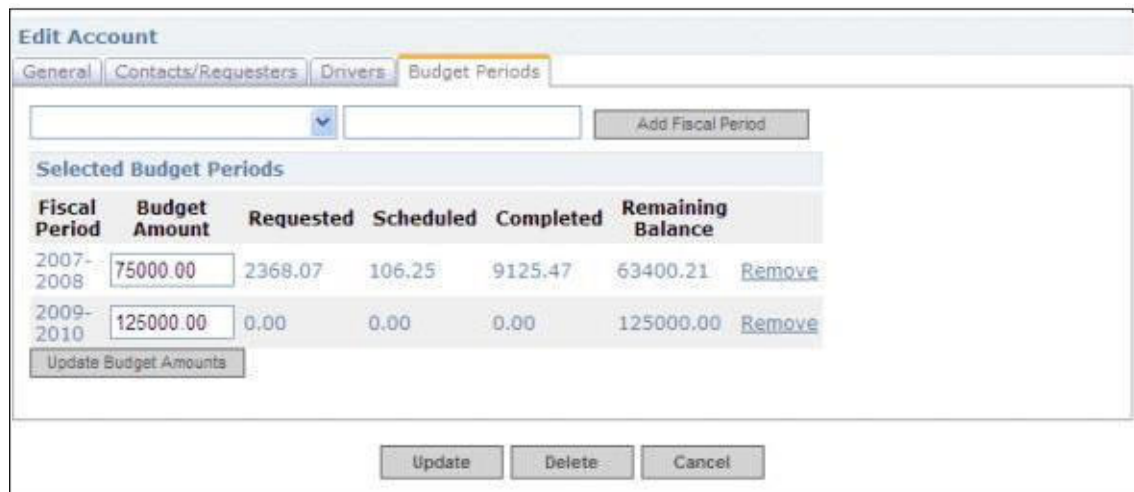 Edit Account
General Contacts/Requesters Drivers Budget Periods
Add Fiscal Period
Selected Budget Periods
Fiscal Period Budget Amount Requested Scheduled Completed Remaining Balance
2007-2008 75000.00 2368.07 106.25 9125.47 63400.21 Remove
2009-2010 125000.00 0.00 0.00 0.00 125000.00 Remove
Update Budget Amounts
Update Delete Cancel